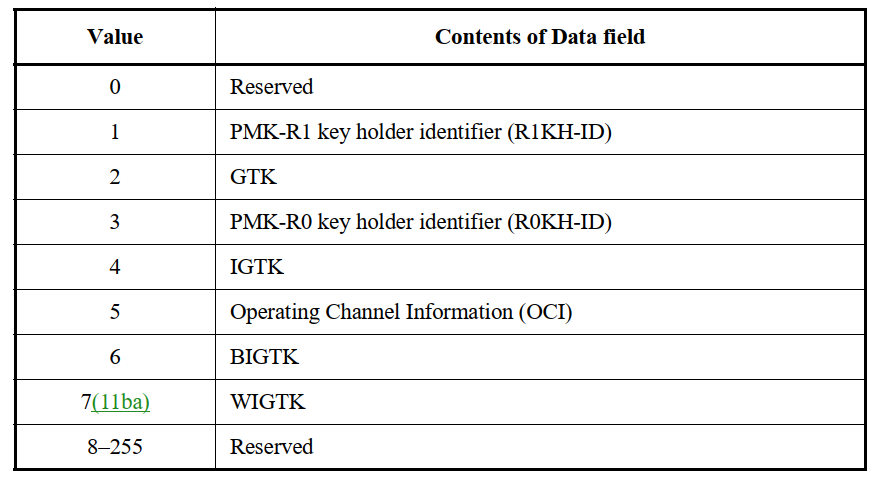 Value Contents of Data field
0 Reserved
1 PMK-R1 key holder identifier (R1KH-ID)
2 GTK
3 PMK-R0 key holder identifier (R0KH-ID)
4 IGTK
5 Operating Channel Information (OCI)
6 BIGTK
7(11ba) WIGTK
8–255 Reserved